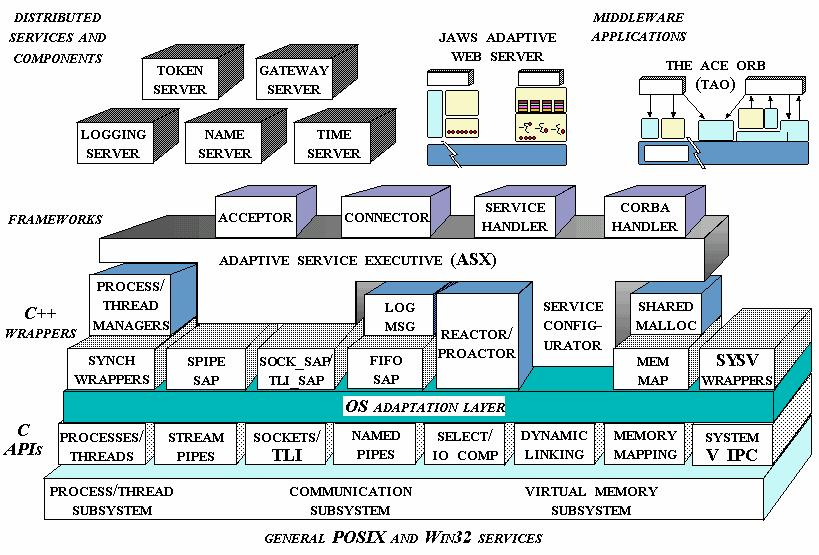 DISTRIBUTED
SERVICES AND
COMPONENTS
TOKEN
SERVER
GATEWAY
SERVER
LOGGING
SERVER
NAME
SERVER
TIME
SERVER
JAWS ADAPTIVE
WEB SERVER
MIDDLEWARE
APPLICATIONS
THE ACE ORB
(TAO)
FRAMEWORKS
ACCEPTOR
CONNECTOR
SERVICE
HANDLER
CORBA
HANDLER
ADAPTIVE SERVICE EXECUTIVE (ASX)
C++
WRAPPERS
PROCESS/
THREAD
MANAGERS
LOG
MSG
REACTOR/
PROACTOR
SERVICE
CONFIG-
URATOR
SHARED
MALLOC
SYNCH
WRAPPERS
SPIPE
SAP
SOCK_SAP/
TLI_SAP
FIFO
SAP
MEM
MAP
SYSV
WRAPPERS
OS ADAPTATION LAYER
C
APIs
PROCESSES/
THREADS
STREAM
PIPES
SOCKETS/
TLI
NAMED
PIPES
SELECT/
IO COMP
DYNAMIC
LINKING
MEMORY
MAPPING
SYSTEM
V IPC
PROCESS/THREAD
SUBSYSTEM
COMMUNICATION
SUBSYSTEM
VIRTUAL MEMORY
SUBSYSTEM
GENERAL POSIX AND WIN32 SERVICES